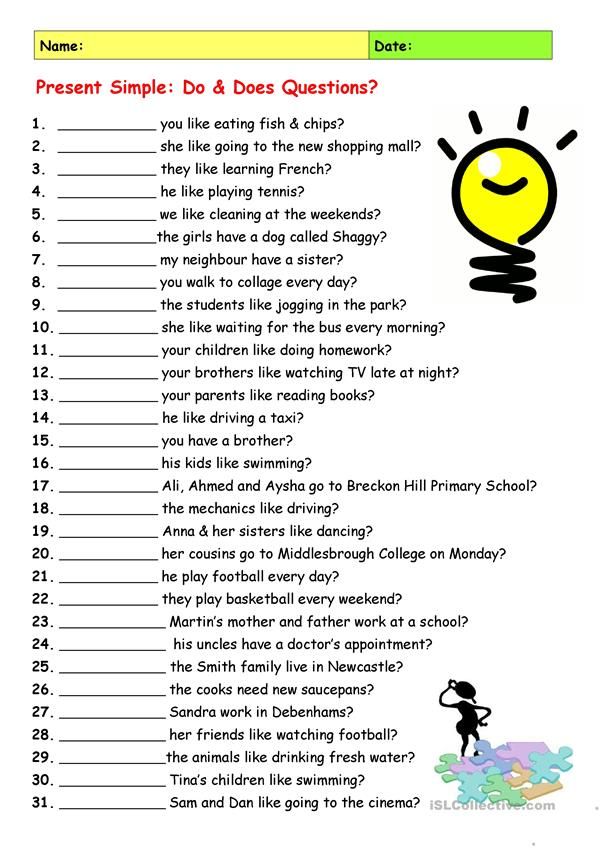 Name: Date:
Present Simple: Do & Does Questions?
1. ___________ you like eating fish & chips?
2. ___________ she like going to the new shopping mall?
3. ___________ they like learning French?
4. ___________ he like playing tennis?
5. ___________ we like cleaning at the weekends?
6. ___________the girls have a dog called Shaggy?
7. ___________ my neighbour have a sister?
8. ___________ you walk to collage every day?
9. ___________ the students like jogging in the park?
10. ___________ she like waiting for the bus every morning?
11. ___________ your children like doing homework?
12. ___________ your brothers like watching TV late at night?
13. ___________ your parents like reading books?
14. ___________ he like driving a taxi?
15. ___________ you have a brother?
16. ___________ his kids like swimming?
17. ___________ Ali, Ahmed and Aysha go to Breckon Hill Primary School?
18. ___________ the mechanics like driving?
19. ___________ Anna & her sisters like dancing?
20. ___________ her cousins go to Middlesbrough College on Monday?
21. ___________ he play football every day?
22. ___________ they play basketball every weekend?
23. ____________ Martin's mother and father work at a school?
24. ____________ his uncles have a doctor's appointment?
25. ____________ the Smith family live in Newcastle?
26. ____________ the cooks need new saucepans?
27. ____________ Sandra work in Debenhams?
28. ____________ her friends like watching football?
29. ____________the animals like drinking fresh water?
30. ____________ Tina's children like swimming?
31. ____________ Sam and Dan like going to the cinema?
iSLCollective.com